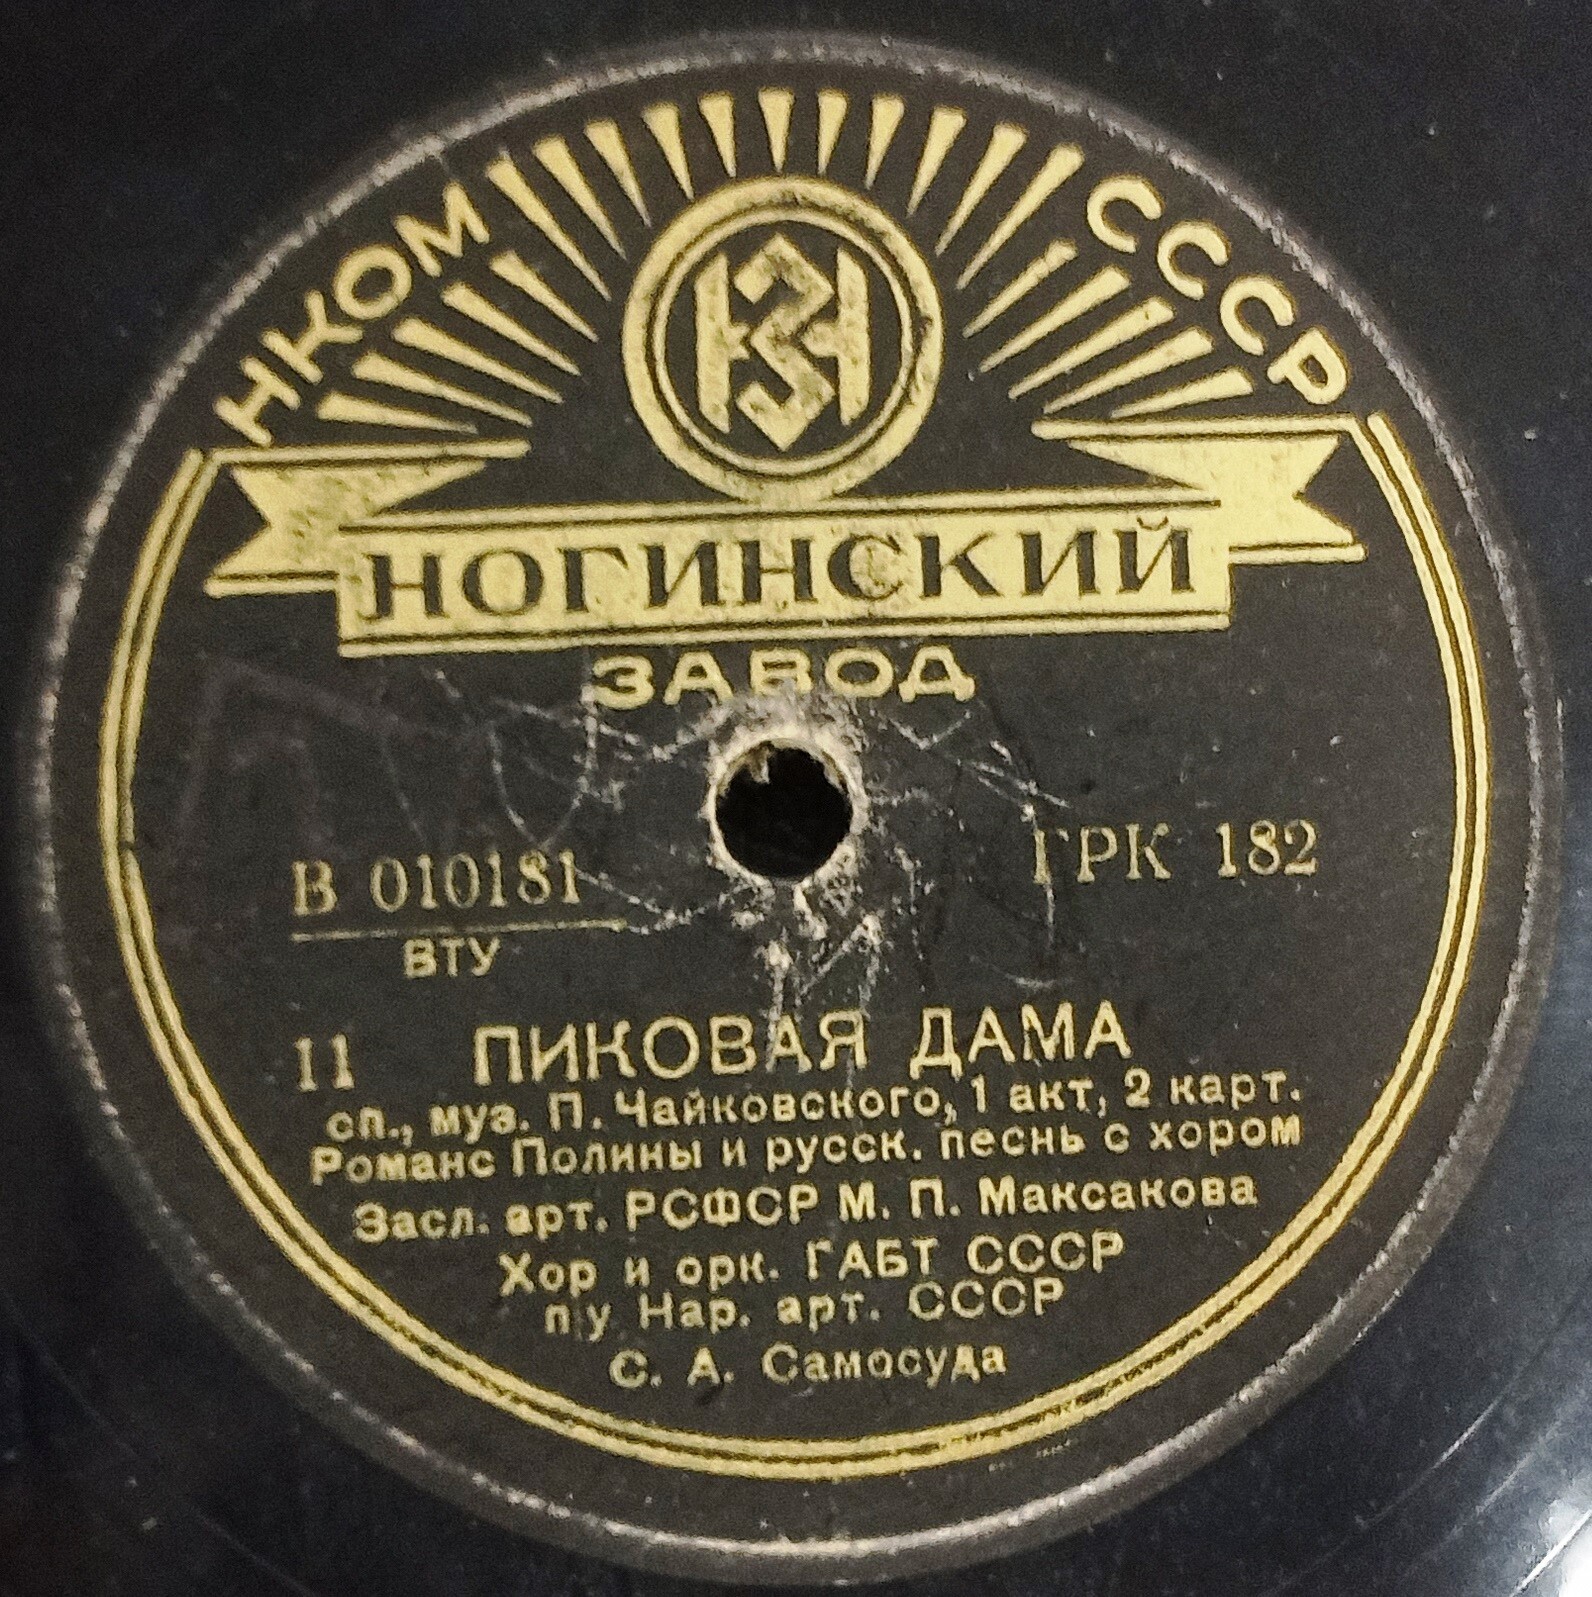 НКОМ СССР
НЗН
НОГИНСКИЙ
ЗАВОД
В 010181 ГРК 182
ВТУ
11 ПИКОВАЯ ДАМА
оп., муз. П. Чайковского, 1 акт, 2 карт.
Романс Полины и русск. песнь с хором
Засл. арт. РСФСР М. П. Максакова
Хор и орк. ГАБТ СССР
п/у Нар. арт. СССР
С. А. Самосуда